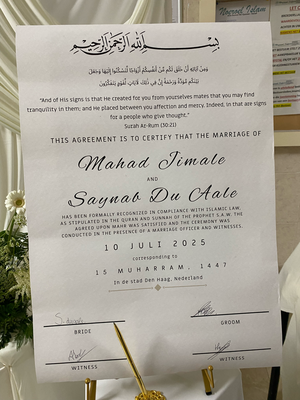 بِسْمِ اللَّهِ الرَّحْمَٰنِ الرَّحِيمِ
وَمِنْ آيَاتِهِ أَنْ خَلَقَ لَكُم مِّنْ أَنفُسِكُمْ أَزْوَاجًا لِّتَسْكُنُوا إِلَيْهَا وَجَعَلَ
بَيْنَكُم مَّوَدَّةً وَرَحْمَةً إِنَّ فِي ذَٰلِكَ لَآيَاتٍ لِّقَوْمٍ يَتَفَكَّرُونَ
"And of His signs is that He created for you from yourselves mates that you may find
tranquility in them; and He placed between you affection and mercy. Indeed, in that are signs
for a people who give thought,"
Surah Ar-Rum (30:21)
THIS AGREEMENT IS TO CERTIFY THAT THE MARRIAGE OF
Mahad Jimale
AND
Saynab Du Aale
HAS BEEN FORMALLY RECOGNIZED IN COMPLIANCE WITH ISLAMIC LAW,
AS STIPULATED IN THE QURAN AND SUNNAH OF THE PROPHET S.A.W. THE
AGREED UPON MAHR WAS SATISFIED AND THE CEREMONY WAS
CONDUCTED IN THE PRESENCE OF A MARRIAGE OFFICER AND WITNESSES.
10 JULI 2025
corresponding to
15 MUHARRAM, 1447
In de stad Den Haag, Nederland
BRIDE
GROOM
WITNESS
WITNESS